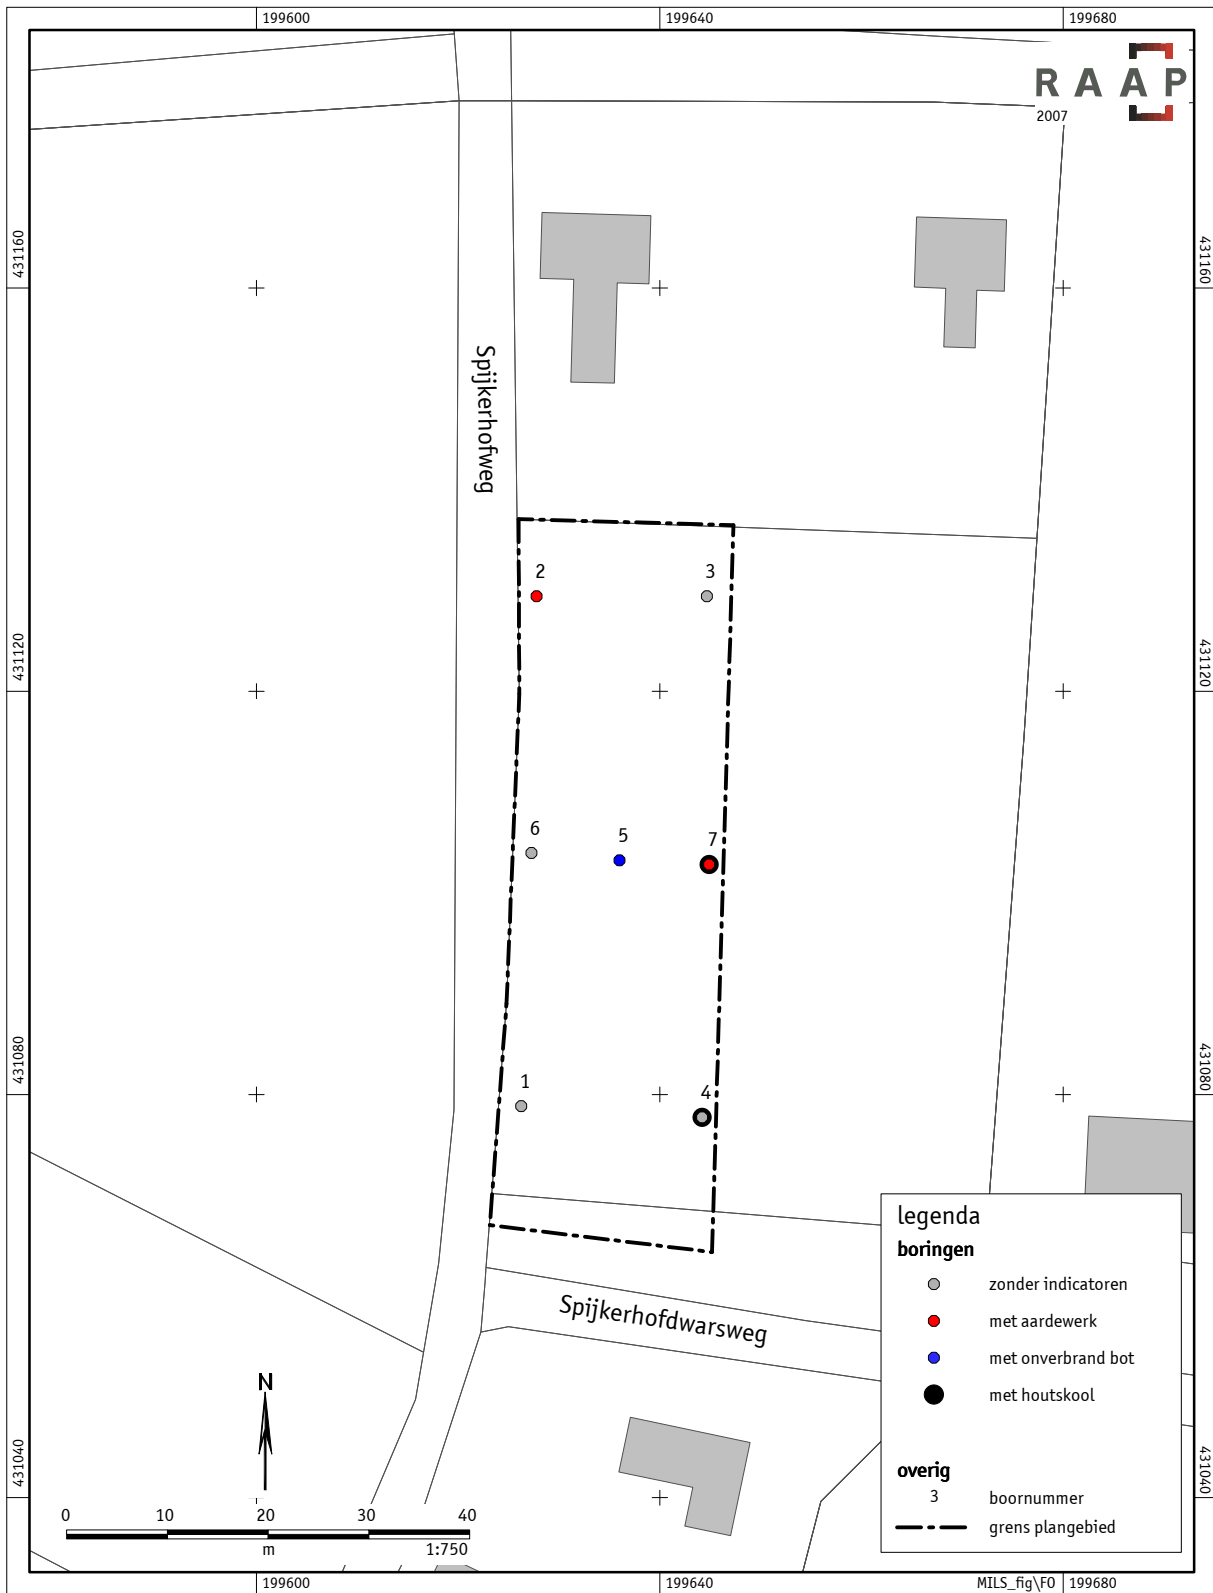 199600
199640
199680
RAAP
2007
431160
431160
Spijkerhofweg
2
3
431120
431120
6
5
7
431080
431080
1
4
legenda
boringen
zonder indicatoren
met aardewerk
met onverbrand bot
met houtskool
overig
3 boornummer
grens plangebied
Spijkerhofdwarsweg
N
431040
431040
0 10 20 30 40
m 1:750
199600
199640
MILS_fig\FO
199680